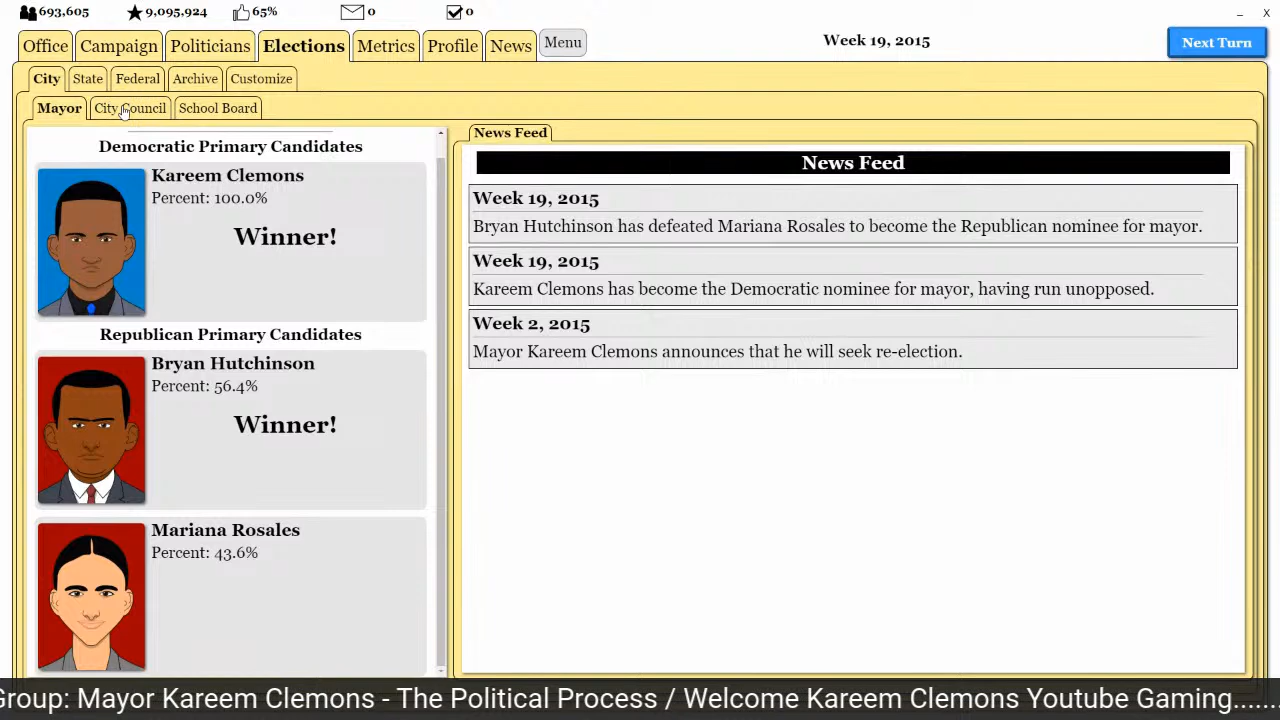 693,605 9,095,924 65% 0 0
_ X
Office Campaign Politicians Elections Metrics Profile News Menu Week 19, 2015 Next Turn
City State Federal Archive Customize
Mayor City Council School Board
Democratic Primary Candidates
Kareem Clemons
Percent: 100.0%
Winner!
Republican Primary Candidates
Bryan Hutchinson
Percent: 56.4%
Winner!
Mariana Rosales
Percent: 43.6%
News Feed
News Feed
Week 19, 2015
Bryan Hutchinson has defeated Mariana Rosales to become the Republican nominee for mayor.
Week 19, 2015
Kareem Clemons has become the Democratic nominee for mayor, having run unopposed.
Week 2, 2015
Mayor Kareem Clemons announces that he will seek re-election.
Group: Mayor Kareem Clemons - The Political Process / Welcome Kareem Clemons Youtube Gaming.......